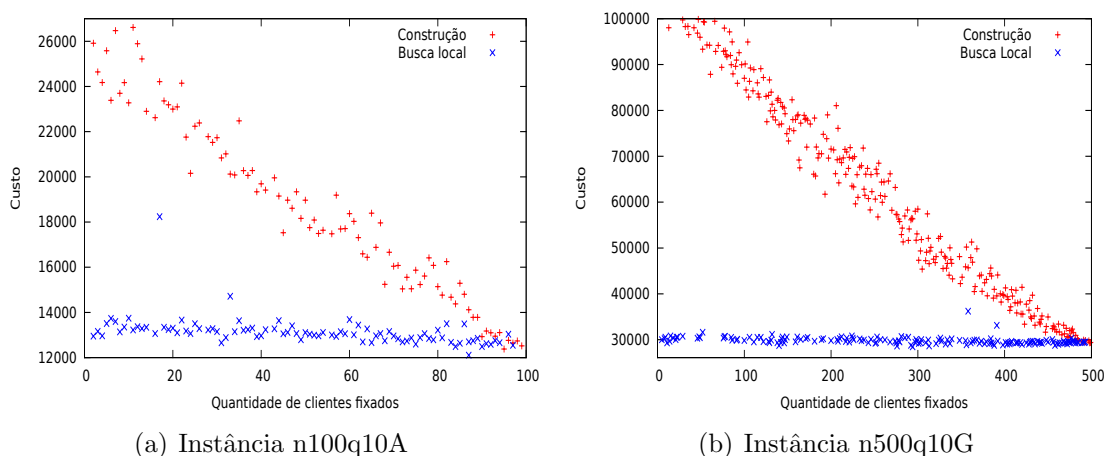 26000
24000
22000
20000
18000
16000
14000
12000
0
20
40
60
80
100
Custo
Quantidade de clientes fixados
Construção
Busca local
(a) Instância n100q10A
100000
90000
80000
70000
60000
50000
40000
30000
0
100
200
300
400
500
Custo
Quantidade de clientes fixados
Construção
Busca Local
(b) Instância n500q10G